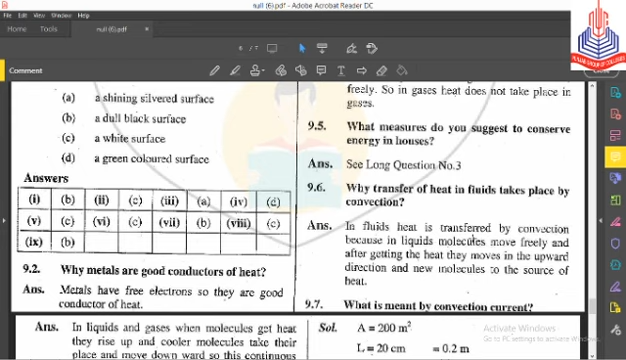 null (6).pdf - Adobe Acrobat Reader DC
File Edit View Sign Window Help
Home Tools
null (6).pdf ×
6 / 7
Comment
PUNJAB GROUP OF COLLEGES
(a) a shining silvered surface
(b) a dull black surface
(c) a white surface
(d) a green coloured surface
Answers
(i) (b) (ii) (c) (iii) (a) (iv) (d)
(v) (c) (vi) (c) (vii) (b) (viii) (c)
(ix) (b)
9.2. Why metals are good conductors of heat?
Ans. Metals have free electrons so they are good
conductor of heat.
Ans. In liquids and gases when molecules get heat
they rise up and cooler molecules take their
place and move down ward so this continuous
freely. So in gases heat does not take place in
gases.
9.5. What measures do you suggest to conserve
energy in houses?
Ans. See Long Question No.3
9.6. Why transfer of heat in fluids takes place by
convection?
Ans. In fluids heat is transferred by convection
because in liquids molecules move freely and
after getting the heat they moves in the upward
direction and new molecules to the source of
heat.
9.7. What is meant by convection current?
Sol. A = 200 m²
L = 20 cm = 0.2 m
Activate Windows
Go to PC settings to activate Windows.